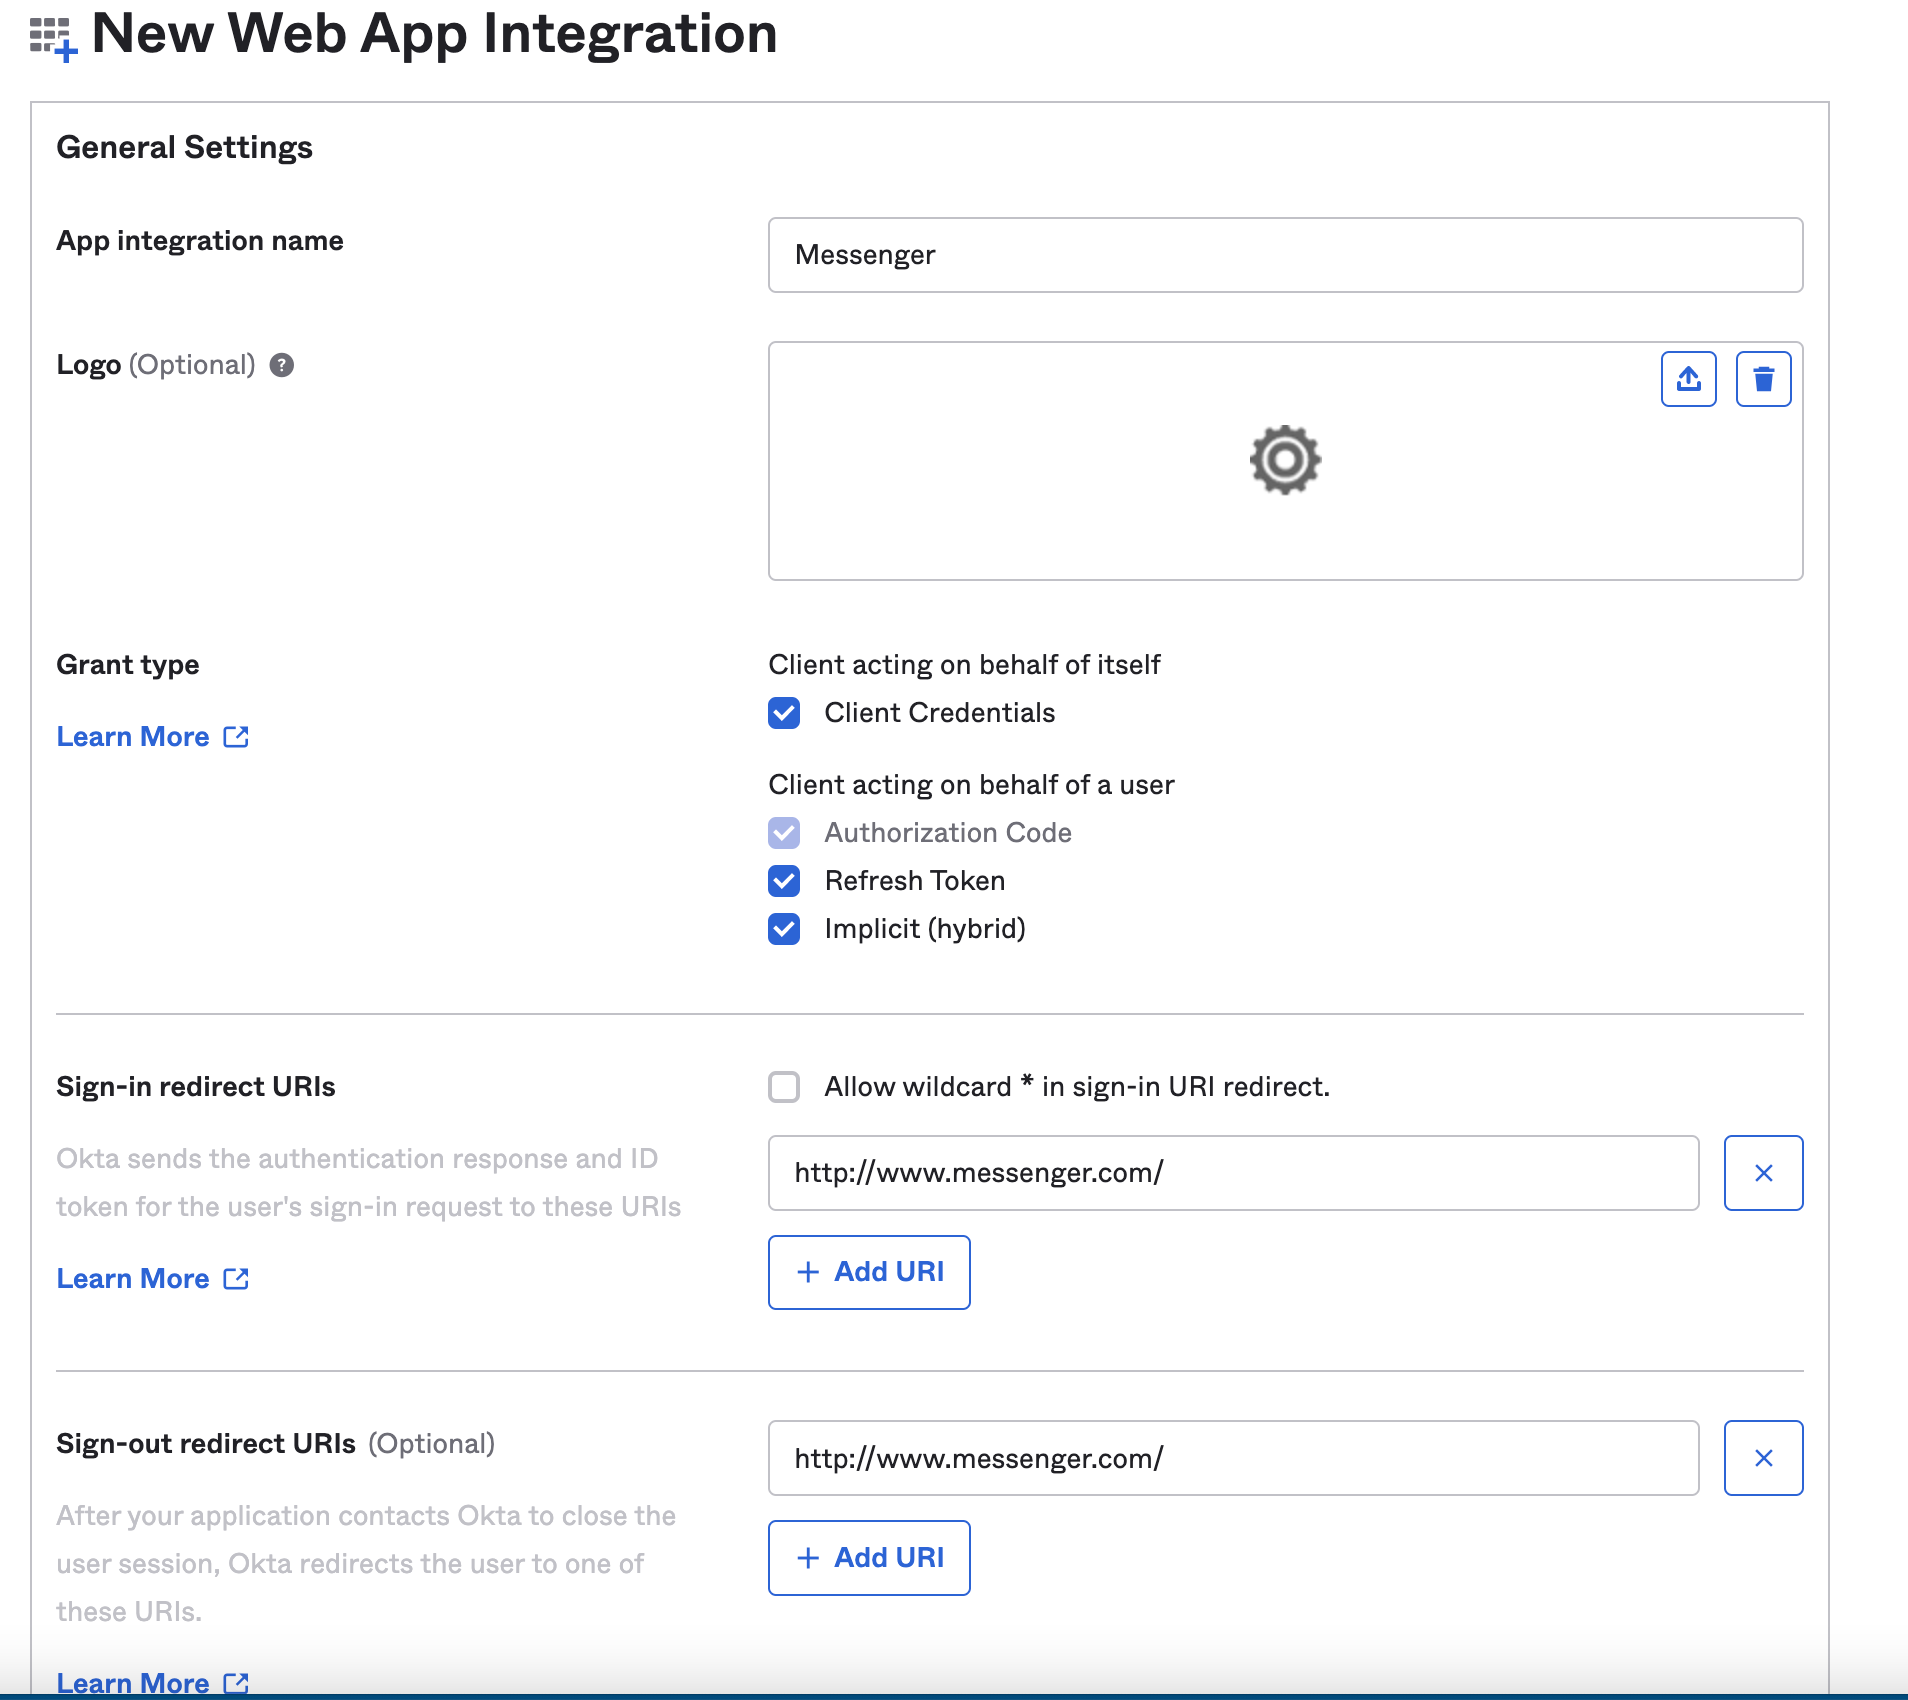 New Web App Integration
General Settings
App integration name
Messenger
Logo (Optional) ?
Grant type
Learn More
Client acting on behalf of itself
Client Credentials
Client acting on behalf of a user
Authorization Code
Refresh Token
Implicit (hybrid)
Sign-in redirect URIs
Okta sends the authentication response and ID
token for the user's sign-in request to these URIs
Learn More
Allow wildcard * in sign-in URI redirect.
http://www.messenger.com/
+ Add URI
Sign-out redirect URIs (Optional)
After your application contacts Okta to close the
user session, Okta redirects the user to one of
these URIs.
Learn More
http://www.messenger.com/
+ Add URI